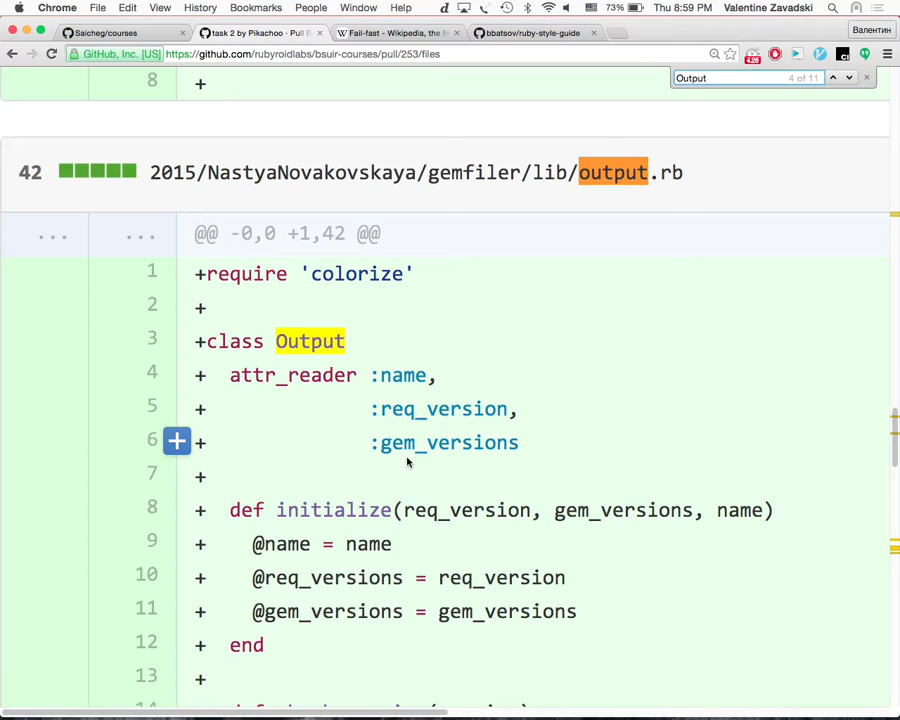 Chrome File Edit View History Bookmarks People Window Help 73% Thu 8:59 PM Valentine Zavadski
Saicheg/courses task 2 by Pikachoo · Pull R Fail-fast - Wikipedia, the f bbatsov/ruby-style-guide Валентин
GitHub, Inc. [US] https://github.com/rubyroidlabs/bsuir-courses/pull/253/files 4.26
Output 4 of 11
8 +
42 2015/NastyaNovakovskaya/gemfiler/lib/output.rb
... ... @@ -0,0 +1,42 @@
1 +require 'colorize'
2 +
3 +class Output
4 + attr_reader :name,
5 + :req_version,
6 + + :gem_versions
7 +
8 + def initialize(req_version, gem_versions, name)
9 + @name = name
10 + @req_versions = req_version
11 + @gem_versions = gem_versions
12 + end
13 +